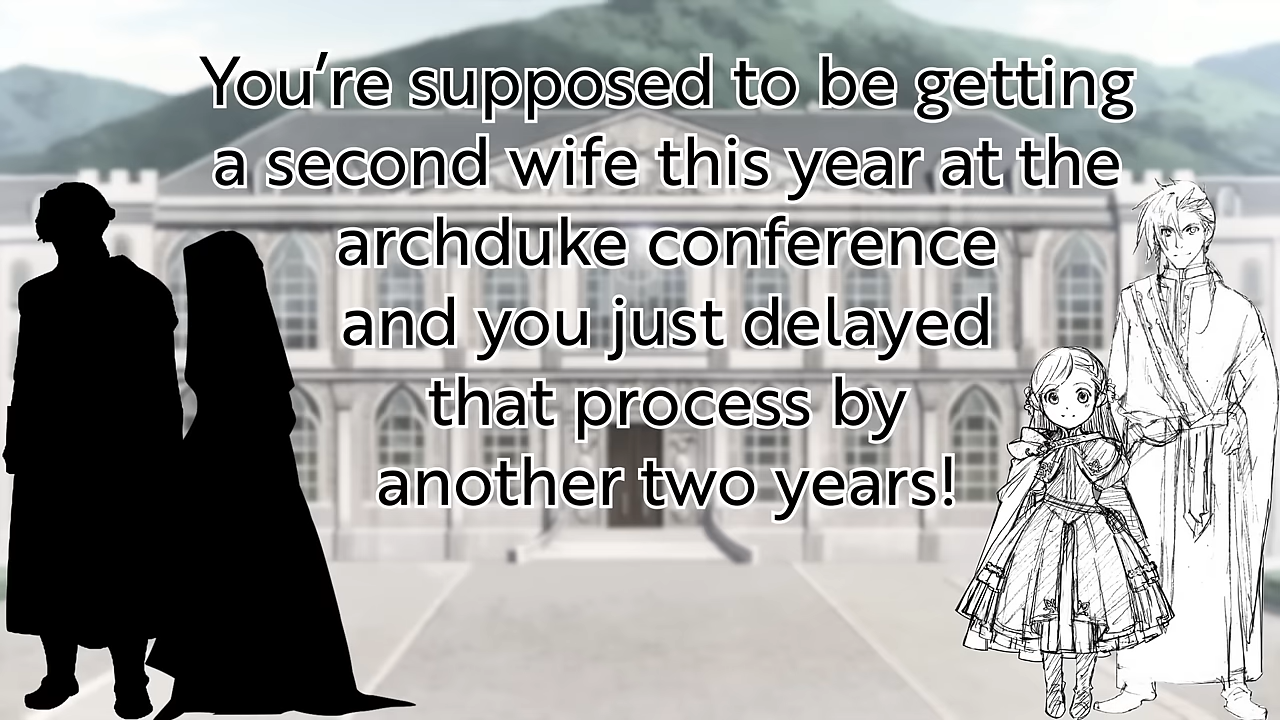 You’re supposed to be getting
a second wife this year at the
archduke conference
and you just delayed
that process by
another two years!